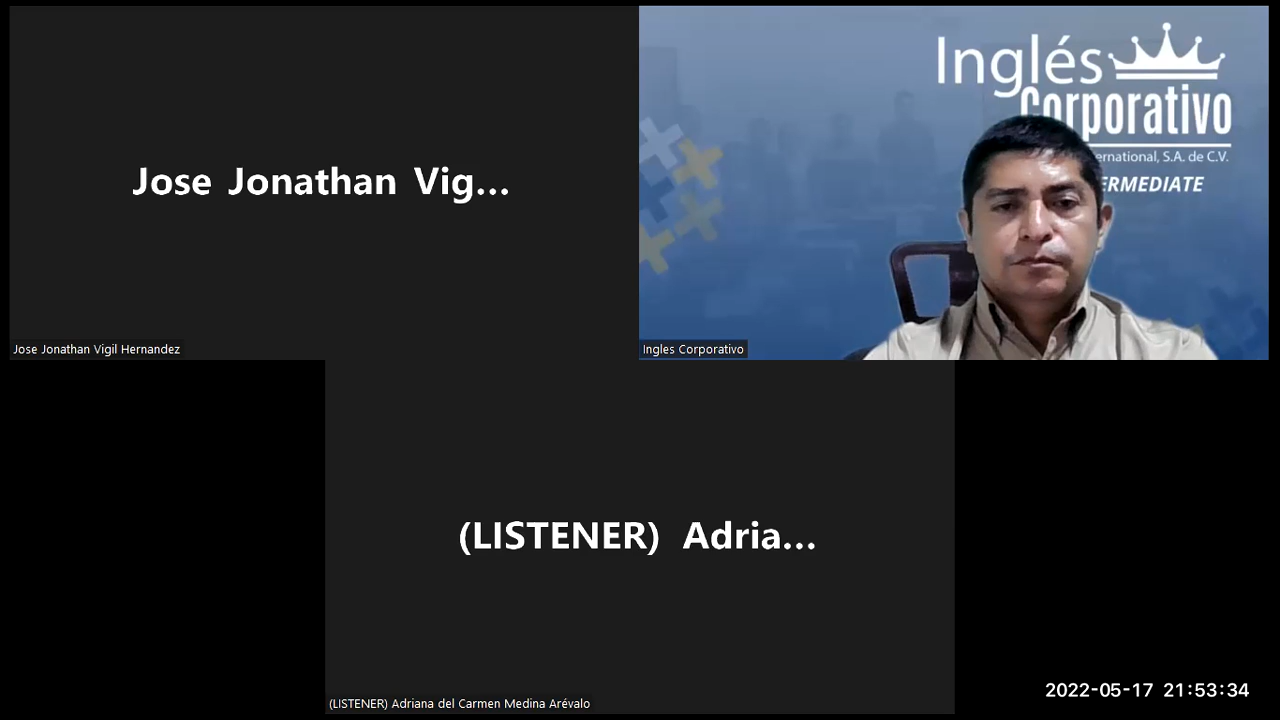 Jose Jonathan Vig...
Jose Jonathan Vigil Hernandez
Inglés
Corporativo
ernational, S.A. de C.V.
ERMEDIATE
Ingles Corporativo
(LISTENER) Adria...
(LISTENER) Adriana del Carmen Medina Arévalo
2022-05-17 21:53:34